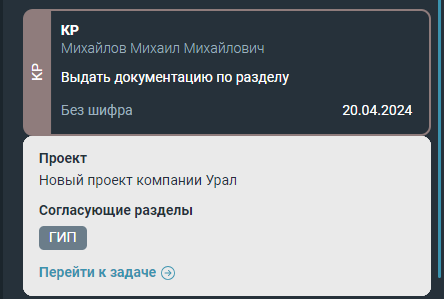 КР
КР
Михайлов Михаил Михайлович
Выдать документацию по разделу
Без шифра
20.04.2024
Проект
Новый проект компании Урал
Согласующие разделы
ГИП
Перейти к задаче